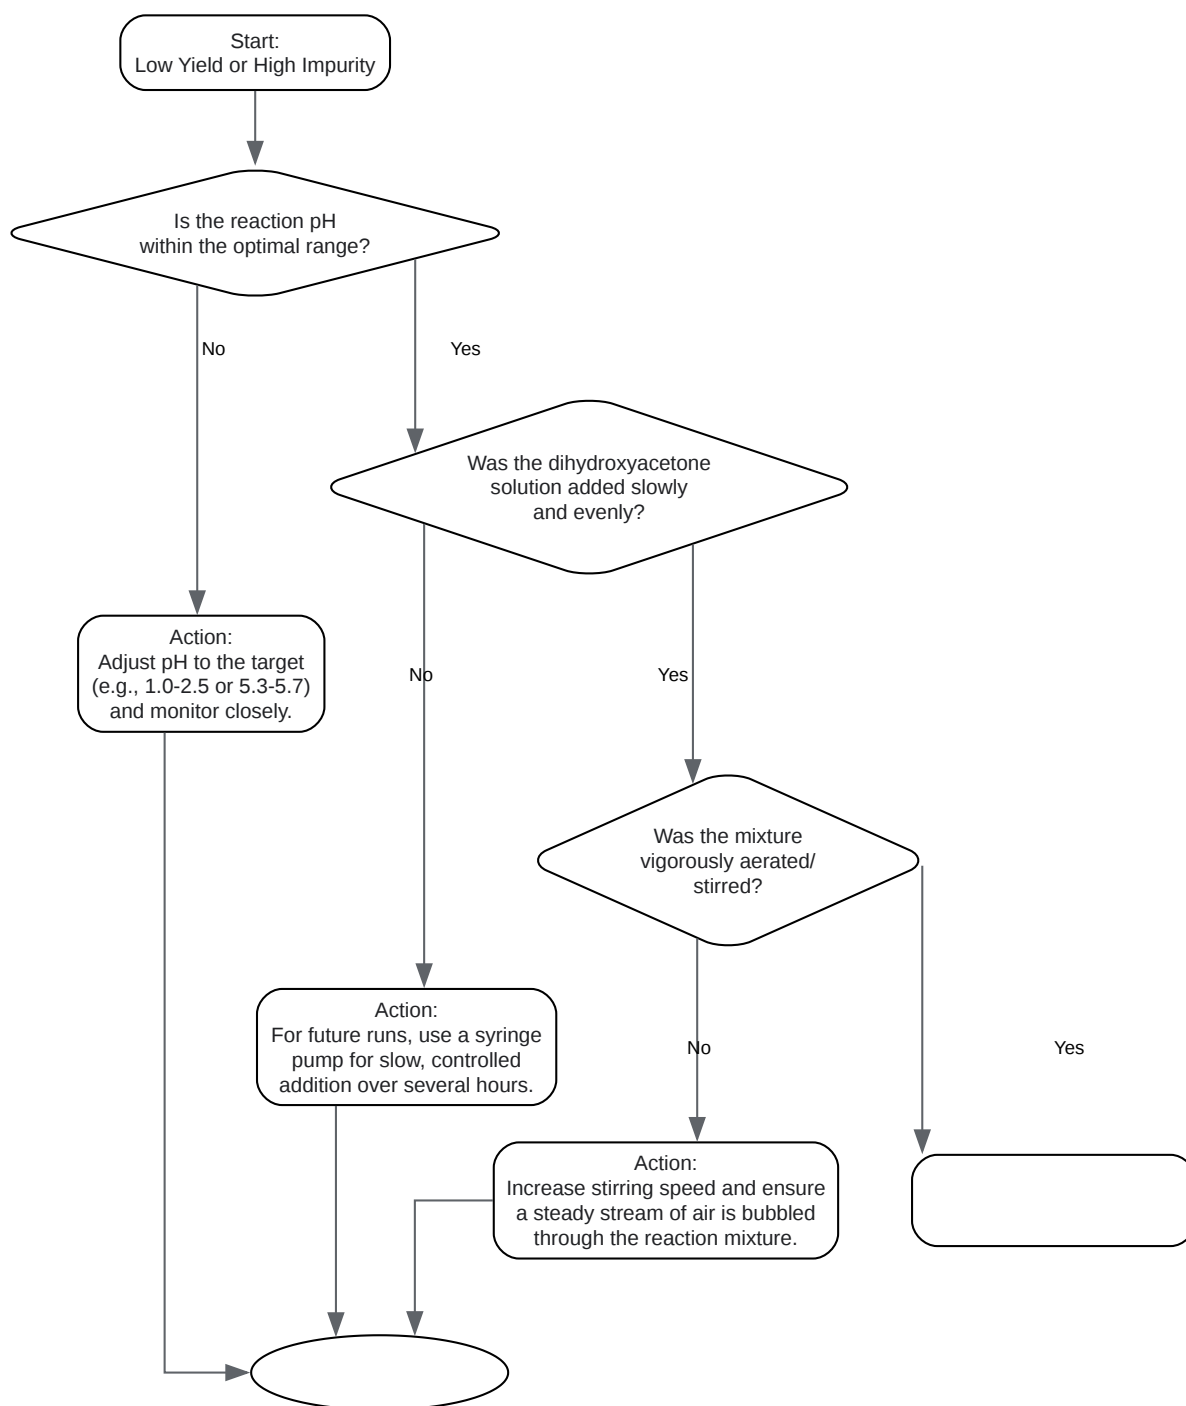 Start:
Low Yield or High Impurity
Is the reaction pH
within the optimal range?
No
Yes
Was the dihydroxyacetone
solution added slowly
and evenly?
Action:
Adjust pH to the target
(e.g., 1.0-2.5 or 5.3-5.7)
and monitor closely.
No
Yes
Was the mixture
vigorously aerated/
stirred?
Action:
For future runs, use a syringe
pump for slow, controlled
addition over several hours.
No
Yes
Action:
Increase stirring speed and ensure
a steady stream of air is bubbled
through the reaction mixture.